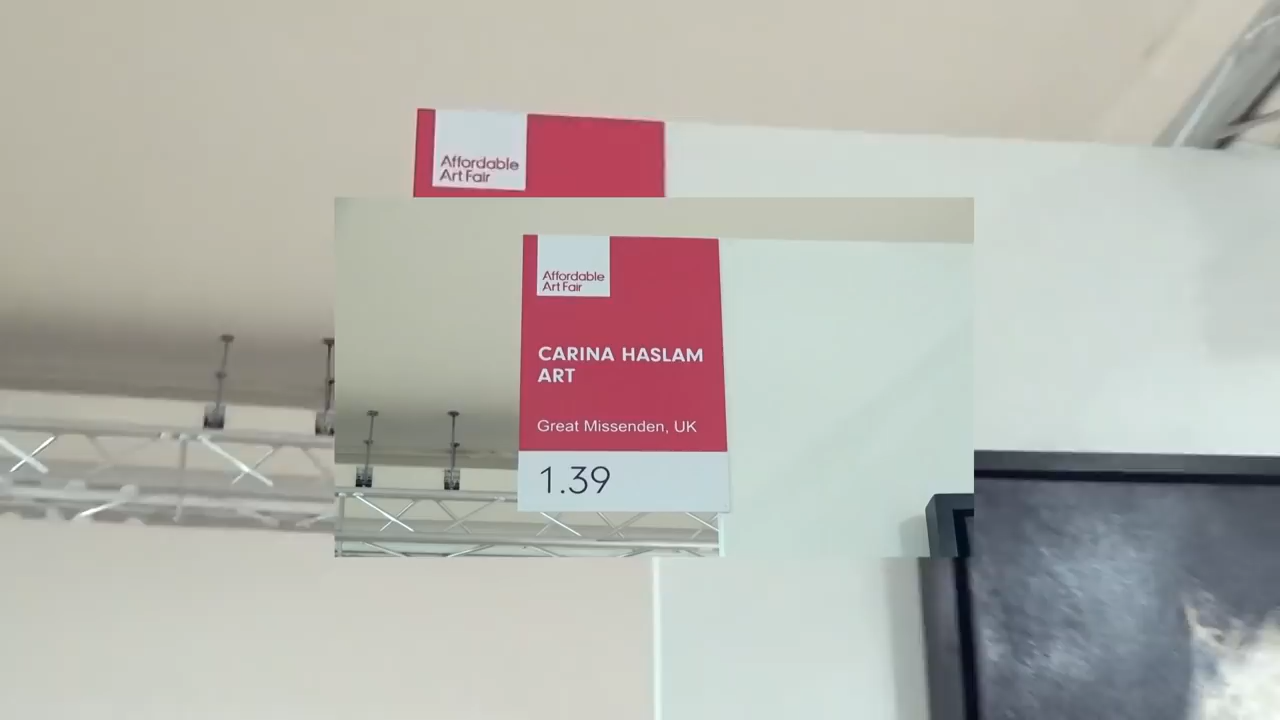 Affordable
Art Fair
Affordable
Art Fair
CARINA HASLAM
ART
Great Missenden, UK
1.39